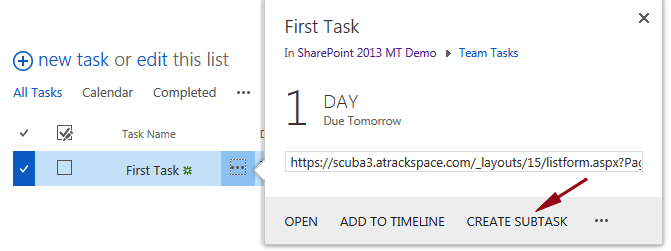 new task or edit this list
All Tasks Calendar Completed ...
Task Name D
First Task ...
First Task
In SharePoint 2013 MT Demo Team Tasks
1 DAY
Due Tomorrow
https://scuba3.atrackspace.com/_layouts/15/listform.aspx?Pag
OPEN ADD TO TIMELINE CREATE SUBTASK ...